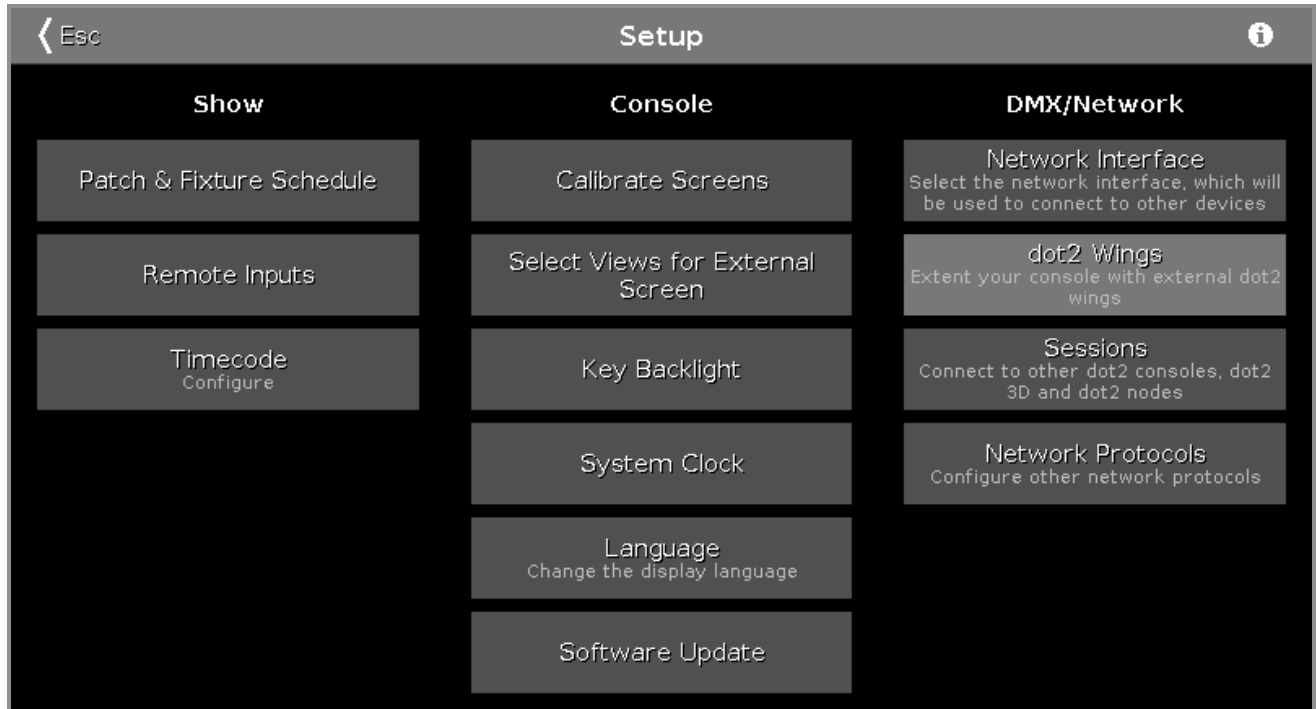 Esc
Setup
Show
Console
DMX/Network
Patch & Fixture Schedule
Remote Inputs
Timecode
Configure
Calibrate Screens
Select Views for External
Screen
Key Backlight
System Clock
Language
Change the display language
Software Update
Network Interface
Select the network interface, which will
be used to connect to other devices
dot2 Wings
Extent your console with external dot2
wings
Sessions
Connect to other dot2 consoles, dot2
3D and dot2 nodes
Network Protocols
Configure other network protocols